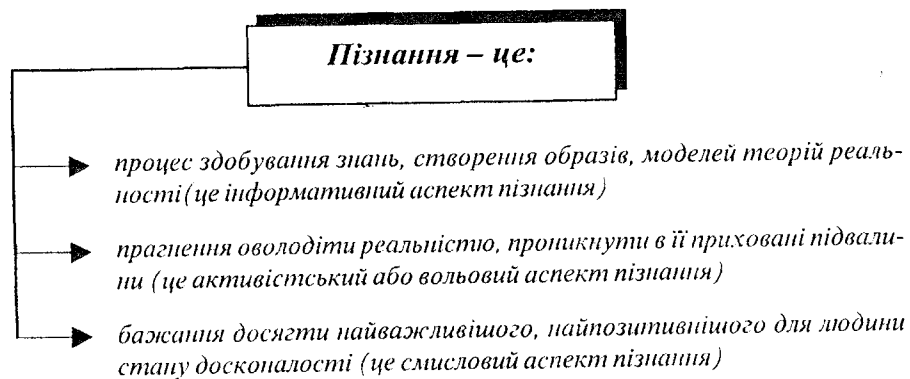 Пізнання – це:
процес здобування знань, створення образів, моделей теорій реаль-
ності (це інформативний аспект пізнання)
прагнення оволодіти реальністю, проникнути в її приховані підвали-
ни (це активістський або вольовий аспект пізнання)
бажання досягти найважливішого, найпозитивнішого для людини
стану досконалості (це смисловий аспект пізнання)